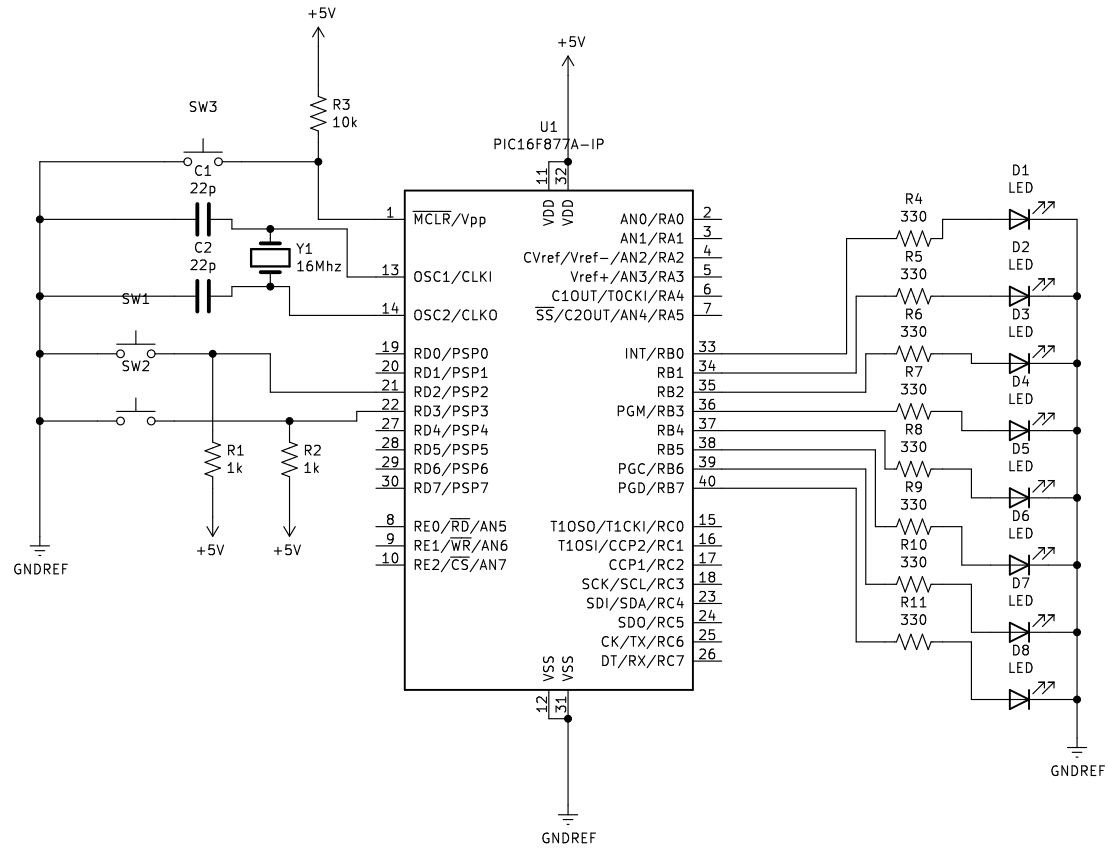 +5V
+5V
SW3
R3
10k
U1
PIC16F877A-IP
C1
22p
C2
22p
Y1
16Mhz
SW1
SW2
R1
1k
R2
1k
+5V
+5V
GNDREF
11
32
VDD
VDD
1
MCLR/Vpp
13
OSC1/CLKI
14
OSC2/CLKO
19
RD0/PSP0
20
RD1/PSP1
21
RD2/PSP2
22
RD3/PSP3
27
RD4/PSP4
28
RD5/PSP5
29
RD6/PSP6
30
RD7/PSP7
8
RE0/RD/AN5
9
RE1/WR/AN6
10
RE2/CS/AN7
AN0/RA0
2
AN1/RA1
3
CVref/Vref-/AN2/RA2
4
Vref+/AN3/RA3
5
C1OUT/T0CKI/RA4
6
SS/C2OUT/AN4/RA5
7
INT/RB0
33
RB1
34
RB2
35
PGM/RB3
36
RB4
37
RB5
38
PGC/RB6
39
PGD/RB7
40
T1OSO/T1CKI/RC0
15
T1OSI/CCP2/RC1
16
CCP1/RC2
17
SCK/SCL/RC3
18
SDI/SDA/RC4
23
SDO/RC5
24
CK/TX/RC6
25
DT/RX/RC7
26
VSS
VSS
12
31
GNDREF
R4
330
R5
330
R6
330
R7
330
R8
330
R9
330
R10
330
R11
330
D1
LED
D2
LED
D3
LED
D4
LED
D5
LED
D6
LED
D7
LED
D8
LED
GNDREF